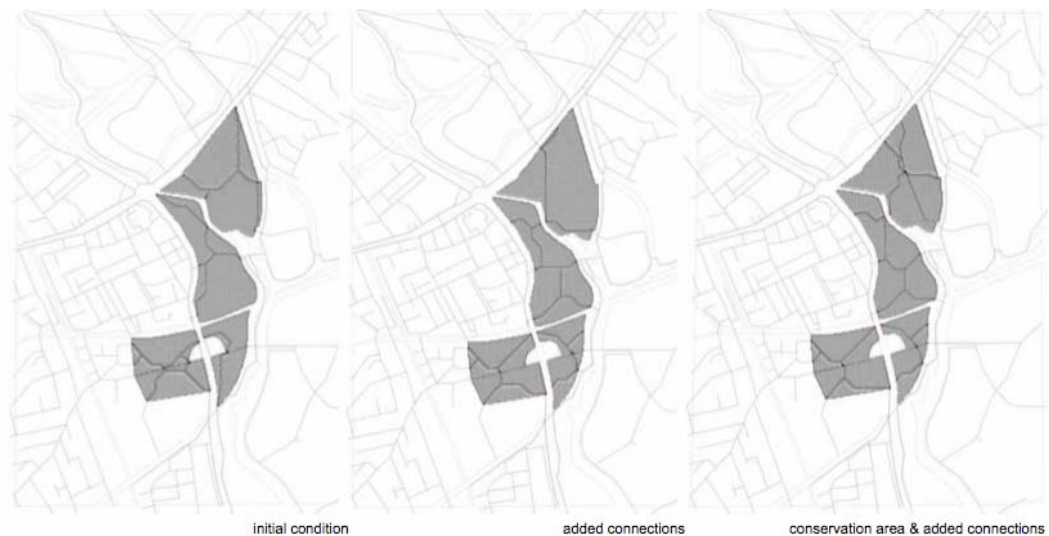 initial condition
added connections
conservation area & added connections